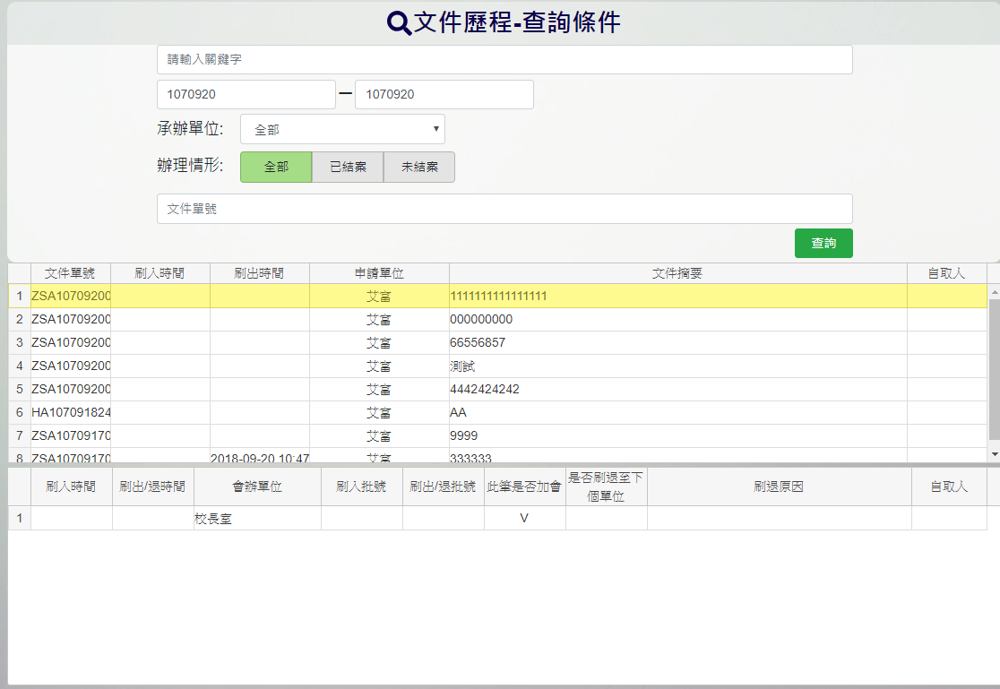 文件歷程-查詢條件
請輸入關鍵字
1070920 — 1070920
承辦單位: 全部
辦理情形: 全部 已結案 未結案
文件單號
查詢
文件單號 刷入時間 刷出時間 申請單位 文件摘要 自取人
1 ZSA10709200 艾富 1111111111111111
2 ZSA10709200 艾富 000000000
3 ZSA10709200 艾富 66556857
4 ZSA10709200 艾富 測試
5 ZSA10709200 艾富 4442424242
6 HA107091824 艾富 AA
7 ZSA10709170 艾富 9999
8 ZSA10709170 2018-09-20 10:47 艾富 333333
刷入時間 刷出/退時間 會辦單位 刷入批號 刷出/退批號 此筆是否加會 是否刷退至下個單位 刷退原因 自取人
1 校長室 V